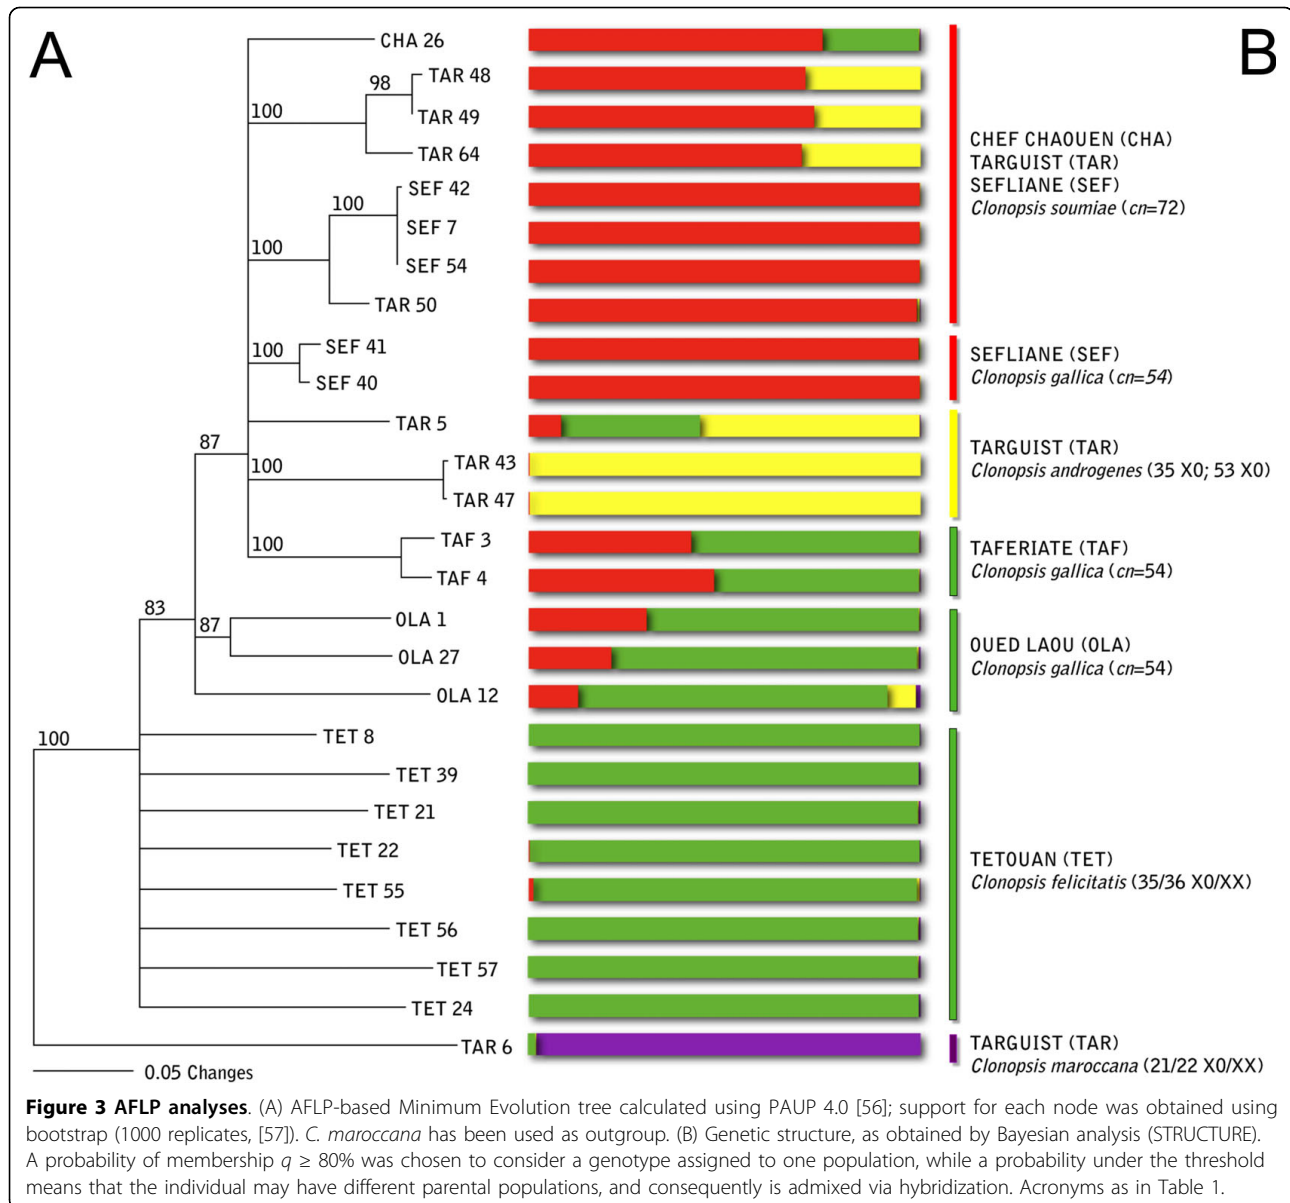 A
B
CHA 26
TAR 48
98
TAR 49
100
TAR 64
CHEF CHAOUEN (CHA)
TARGUIST (TAR)
SEFLIANE (SEF)
Clonopsis soumiae (cn=72)
SEF 42
100
SEF 7
100
SEF 54
TAR 50
SEF 41
100
SEF 40
SEFLIANE (SEF)
Clonopsis gallica (cn=54)
TAR 5
87
TAR 43
100
TAR 47
TARGUIST (TAR)
Clonopsis androgenes (35 X0; 53 X0)
TAF 3
100
TAF 4
TAFERIATE (TAF)
Clonopsis gallica (cn=54)
83
OLA 1
87
OLA 27
OLA 12
OUED LAOU (OLA)
Clonopsis gallica (cn=54)
100
TET 8
TET 39
TET 21
TET 22
TET 55
TET 56
TET 57
TET 24
TETOUAN (TET)
Clonopsis felicitatis (35/36 X0/XX)
TAR 6
TARGUIST (TAR)
Clonopsis maroccana (21/22 X0/XX)
0.05 Changes
Figure 3 AFLP analyses. (A) AFLP-based Minimum Evolution tree calculated using PAUP 4.0 [56]; support for each node was obtained using
bootstrap (1000 replicates, [57]). C. maroccana has been used as outgroup. (B) Genetic structure, as obtained by Bayesian analysis (STRUCTURE).
A probability of membership q ≥ 80% was chosen to consider a genotype assigned to one population, while a probability under the threshold
means that the individual may have different parental populations, and consequently is admixed via hybridization. Acronyms as in Table 1.